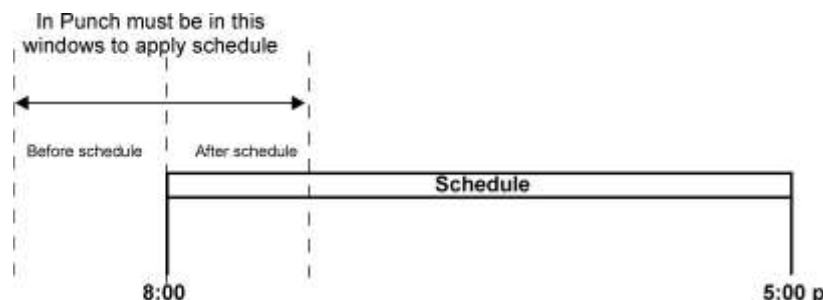 In Punch must be in this
windows to apply schedule
Before schedule
After schedule
Schedule
8:00
5:00 p